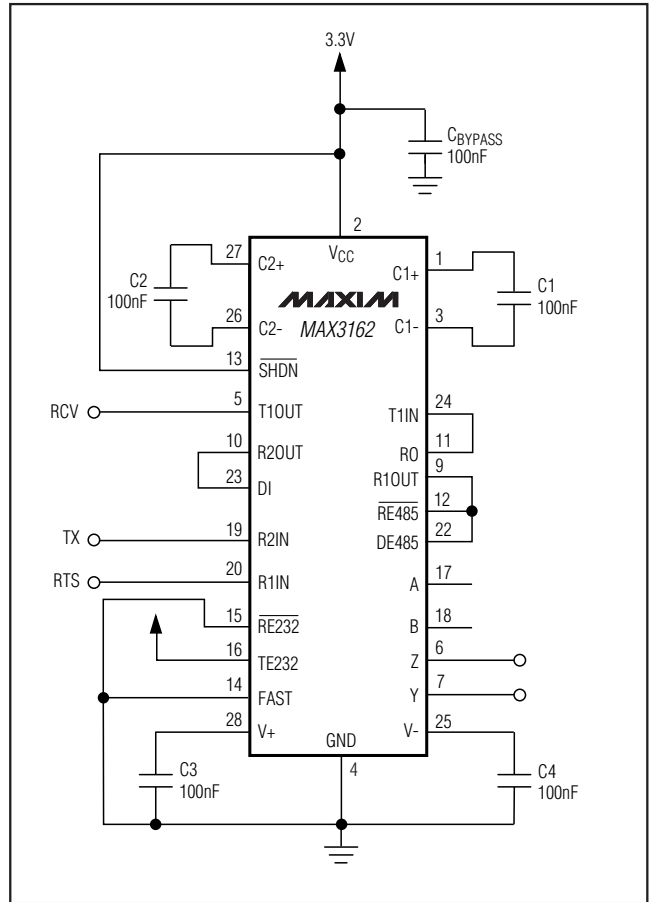 3.3V
CBYPASS
100nF
2
VCC
27
C2+
C2
100nF
26
C2-
1
C1+
C1
100nF
3
C1-
MAXIM
MAX3162
13
SHDN
RCV
5
T1OUT
24
T1IN
10
R2OUT
11
RO
23
DI
9
R1OUT
12
RE485
22
DE485
TX
19
R2IN
RTS
20
R1IN
17
A
18
B
15
RE232
16
TE232
6
Z
14
FAST
7
Y
28
V+
25
V-
GND
4
C3
100nF
C4
100nF